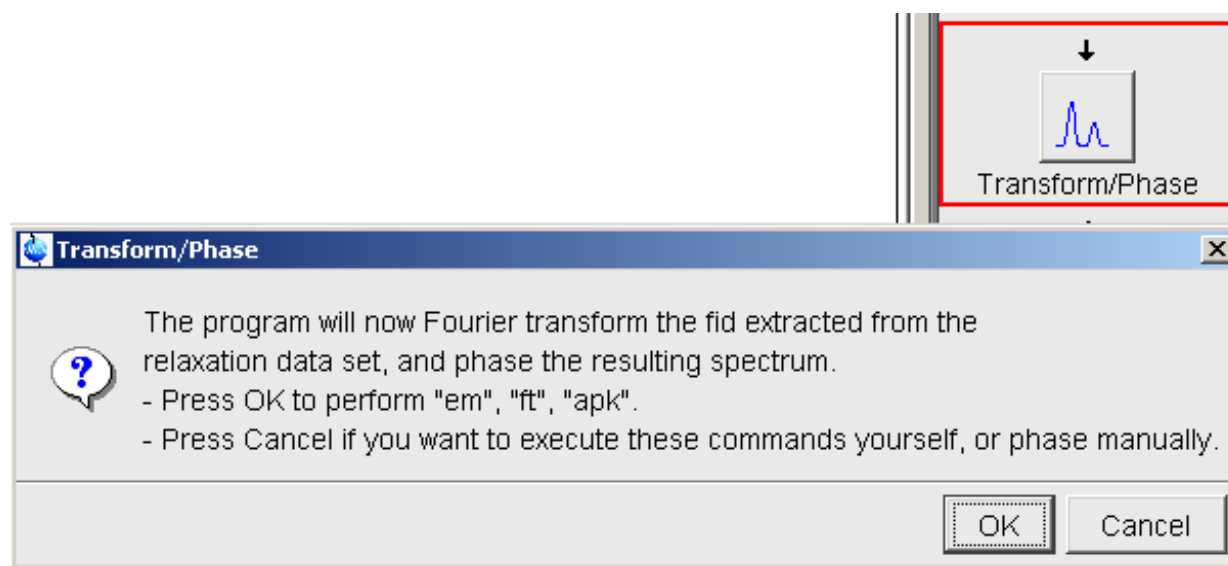 Transform/Phase
Transform/Phase
The program will now Fourier transform the fid extracted from the
relaxation data set, and phase the resulting spectrum.
- Press OK to perform "em", "ft", "apk".
- Press Cancel if you want to execute these commands yourself, or phase manually.
OK Cancel